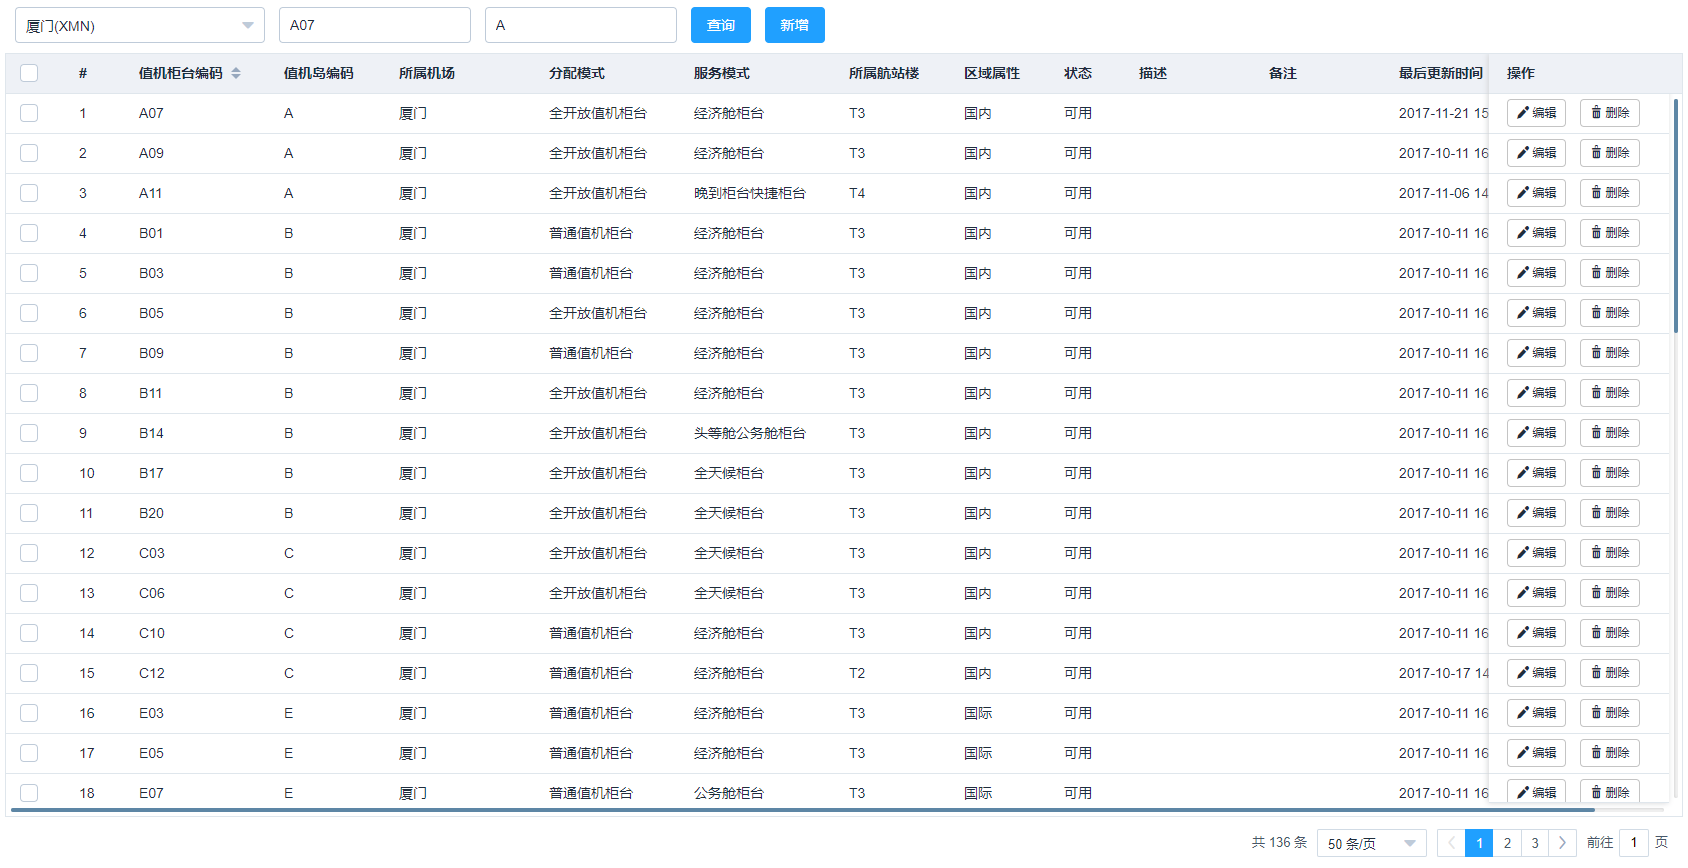 厦门(XMN) A07 A 查询 新增
# 值机柜台编码 值机岛编码 所属机场 分配模式 服务模式 所属航站楼 区域属性 状态 描述 备注 最后更新时间 操作
1 A07 A 厦门 全开放值机柜台 经济舱柜台 T3 国内 可用 2017-11-21 15 编辑 删除
2 A09 A 厦门 全开放值机柜台 经济舱柜台 T3 国内 可用 2017-10-11 16 编辑 删除
3 A11 A 厦门 全开放值机柜台 晚到柜台快捷柜台 T4 国内 可用 2017-11-06 14 编辑 删除
4 B01 B 厦门 普通值机柜台 经济舱柜台 T3 国内 可用 2017-10-11 16 编辑 删除
5 B03 B 厦门 普通值机柜台 经济舱柜台 T3 国内 可用 2017-10-11 16 编辑 删除
6 B05 B 厦门 全开放值机柜台 经济舱柜台 T3 国内 可用 2017-10-11 16 编辑 删除
7 B09 B 厦门 普通值机柜台 经济舱柜台 T3 国内 可用 2017-10-11 16 编辑 删除
8 B11 B 厦门 全开放值机柜台 经济舱柜台 T3 国内 可用 2017-10-11 16 编辑 删除
9 B14 B 厦门 全开放值机柜台 头等舱公务舱柜台 T3 国内 可用 2017-10-11 16 编辑 删除
10 B17 B 厦门 全开放值机柜台 全天候柜台 T3 国内 可用 2017-10-11 16 编辑 删除
11 B20 B 厦门 全开放值机柜台 全天候柜台 T3 国内 可用 2017-10-11 16 编辑 删除
12 C03 C 厦门 全开放值机柜台 全天候柜台 T3 国内 可用 2017-10-11 16 编辑 删除
13 C06 C 厦门 全开放值机柜台 全天候柜台 T3 国内 可用 2017-10-11 16 编辑 删除
14 C10 C 厦门 普通值机柜台 经济舱柜台 T3 国内 可用 2017-10-11 16 编辑 删除
15 C12 C 厦门 普通值机柜台 经济舱柜台 T2 国内 可用 2017-10-17 14 编辑 删除
16 E03 E 厦门 普通值机柜台 经济舱柜台 T3 国际 可用 2017-10-11 16 编辑 删除
17 E05 E 厦门 普通值机柜台 经济舱柜台 T3 国际 可用 2017-10-11 16 编辑 删除
18 E07 E 厦门 普通值机柜台 公务舱柜台 T3 国际 可用 2017-10-11 16 编辑 删除
共 136 条 50 条/页 1 2 3 前往 1 页